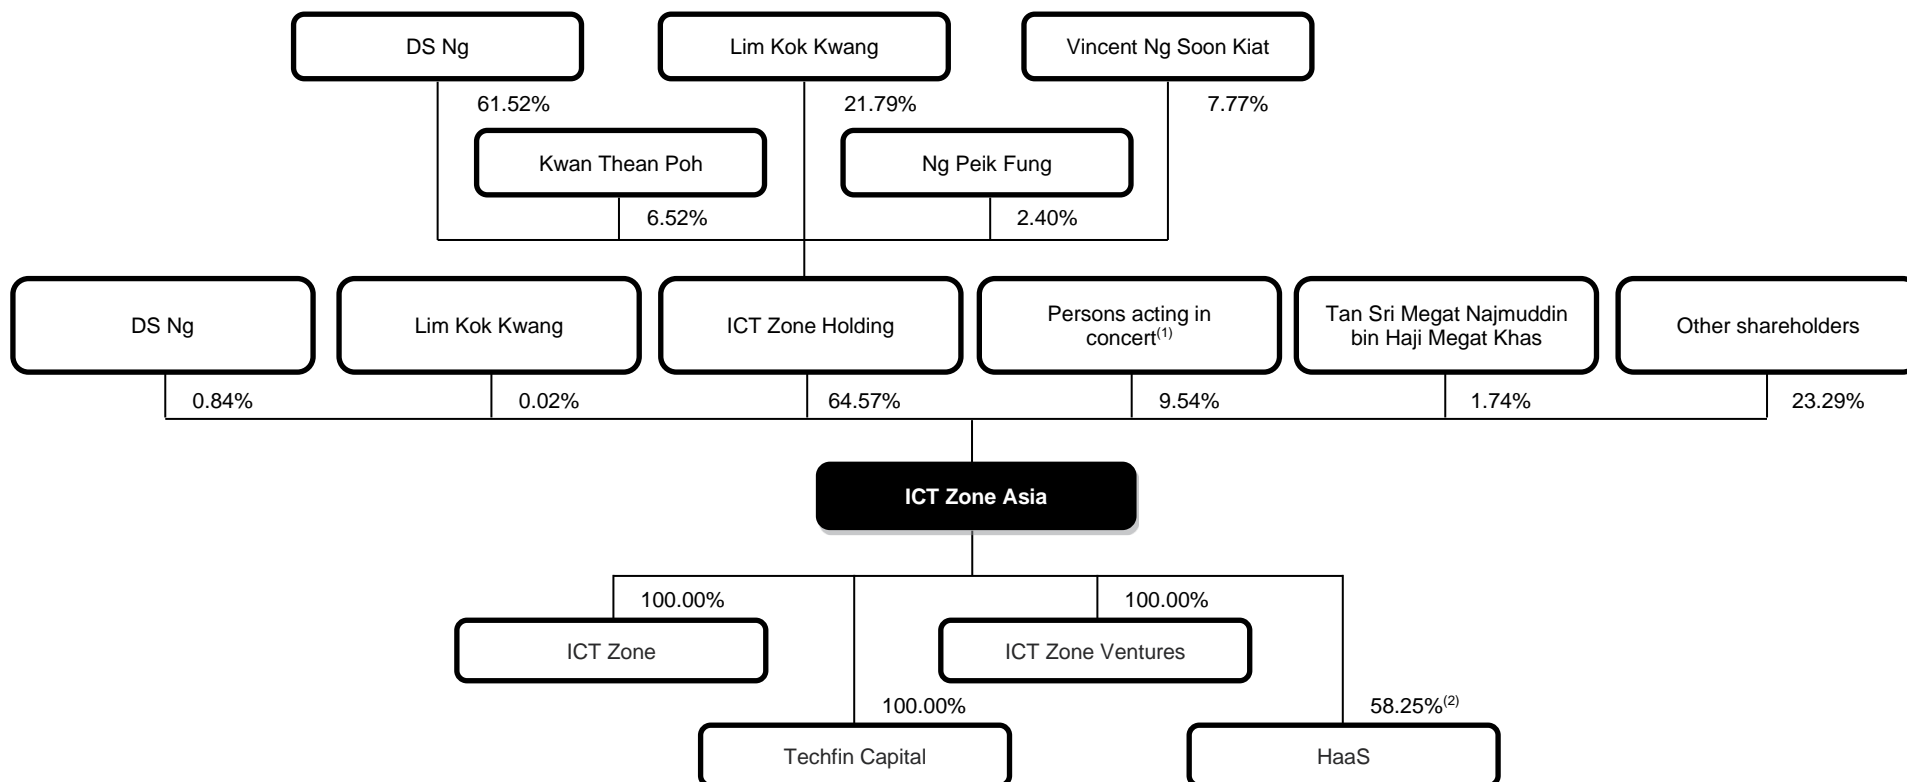 DS Ng
Lim Kok Kwang
Vincent Ng Soon Kiat
61.52%
21.79%
7.77%
Kwan Thean Poh
Ng Peik Fung
6.52%
2.40%
DS Ng
Lim Kok Kwang
ICT Zone Holding
Persons acting in
concert(1)
Tan Sri Megat Najmuddin
bin Haji Megat Khas
Other shareholders
0.84%
0.02%
64.57%
9.54%
1.74%
23.29%
ICT Zone Asia
100.00%
100.00%
ICT Zone
ICT Zone Ventures
100.00%
58.25%(2)
Techfin Capital
HaaS